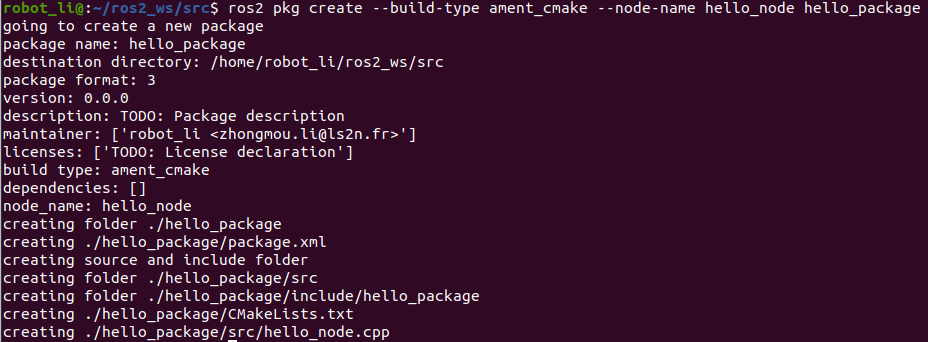 robot_li@:~/ros2_ws/src$ ros2 pkg create --build-type ament_cmake --node-name hello_node hello_package
going to create a new package
package name: hello_package
destination directory: /home/robot_li/ros2_ws/src
package format: 3
version: 0.0.0
description: TODO: Package description
maintainer: ['robot_li <zhongmou.li@ls2n.fr>']
licenses: ['TODO: License declaration']
build type: ament_cmake
dependencies: []
node_name: hello_node
creating folder ./hello_package
creating ./hello_package/package.xml
creating source and include folder
creating folder ./hello_package/src
creating folder ./hello_package/include/hello_package
creating ./hello_package/CMakeLists.txt
creating ./hello_package/src/hello_node.cpp